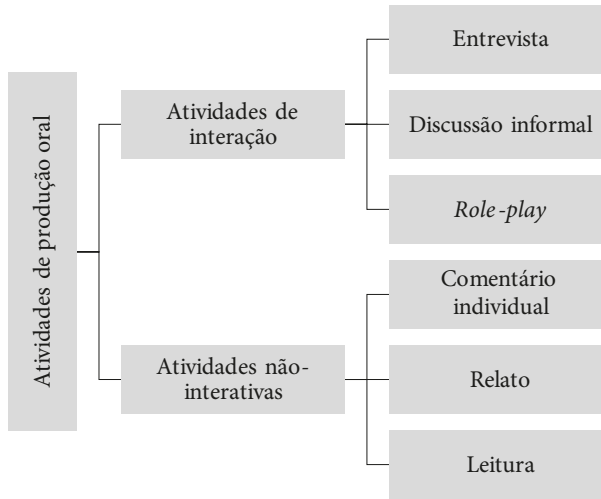 Atividades de produção oral
Atividades de
interação
Entrevista
Discussão informal
Role-play
Atividades não-
interativas
Comentário
individual
Relato
Leitura